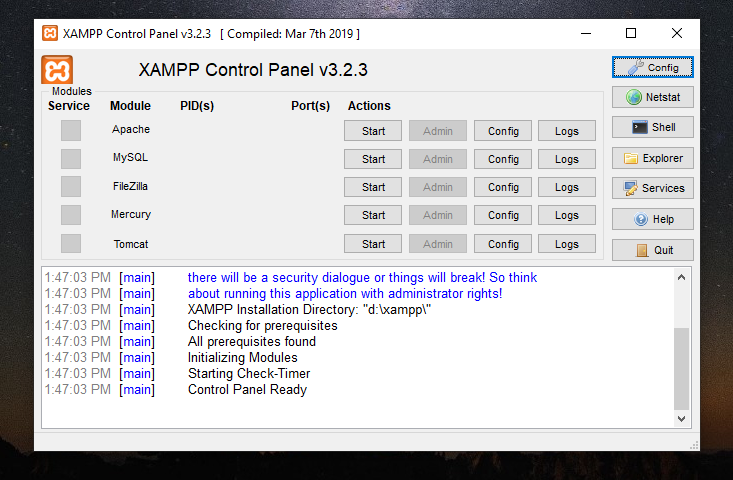 XAMPP Control Panel v3.2.3 [ Compiled: Mar 7th 2019 ]
XAMPP Control Panel v3.2.3
Config
Modules
Service Module PID(s) Port(s) Actions
Netstat
Apache Start Admin Config Logs
Shell
MySQL Start Admin Config Logs
Explorer
FileZilla Start Admin Config Logs
Services
Mercury Start Admin Config Logs
Help
Tomcat Start Admin Config Logs
Quit
1:47:03 PM [main] there will be a security dialogue or things will break! So think
1:47:03 PM [main] about running this application with administrator rights!
1:47:03 PM [main] XAMPP Installation Directory: "d:\xampp\"
1:47:03 PM [main] Checking for prerequisites
1:47:03 PM [main] All prerequisites found
1:47:03 PM [main] Initializing Modules
1:47:03 PM [main] Starting Check-Timer
1:47:03 PM [main] Control Panel Ready